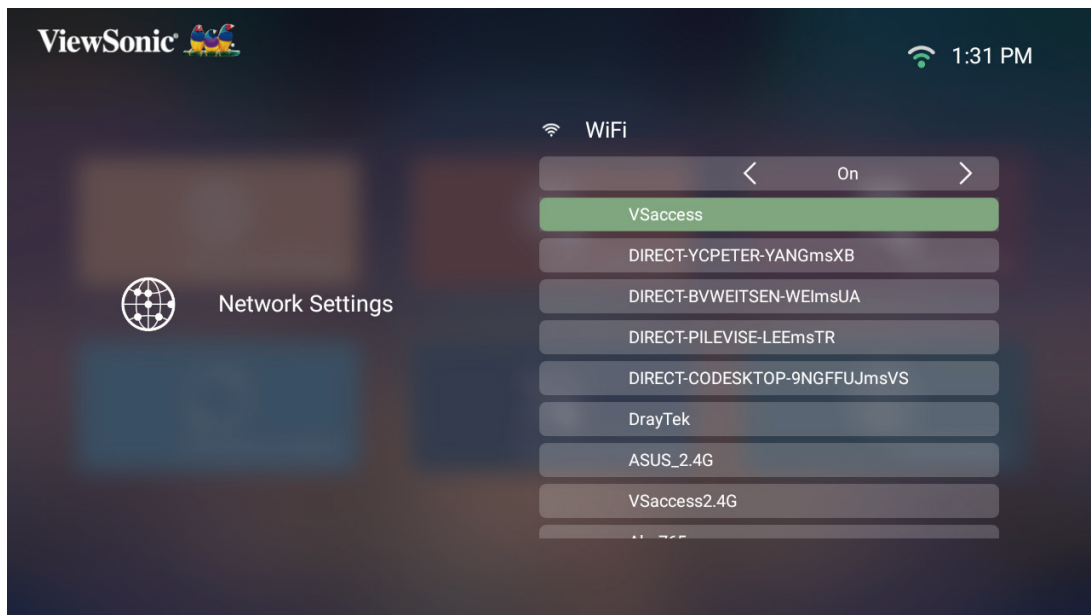 ViewSonic
1:31 PM
WiFi
On
VSaccess
DIRECT-YCPETER-YANGmsXB
DIRECT-BVWEITSEN-WEImsUA
Network Settings
DIRECT-PILEVISE-LEEmsTR
DIRECT-CODESKTOP-9NGFFUJmsVS
DrayTek
ASUS_2.4G
VSaccess2.4G